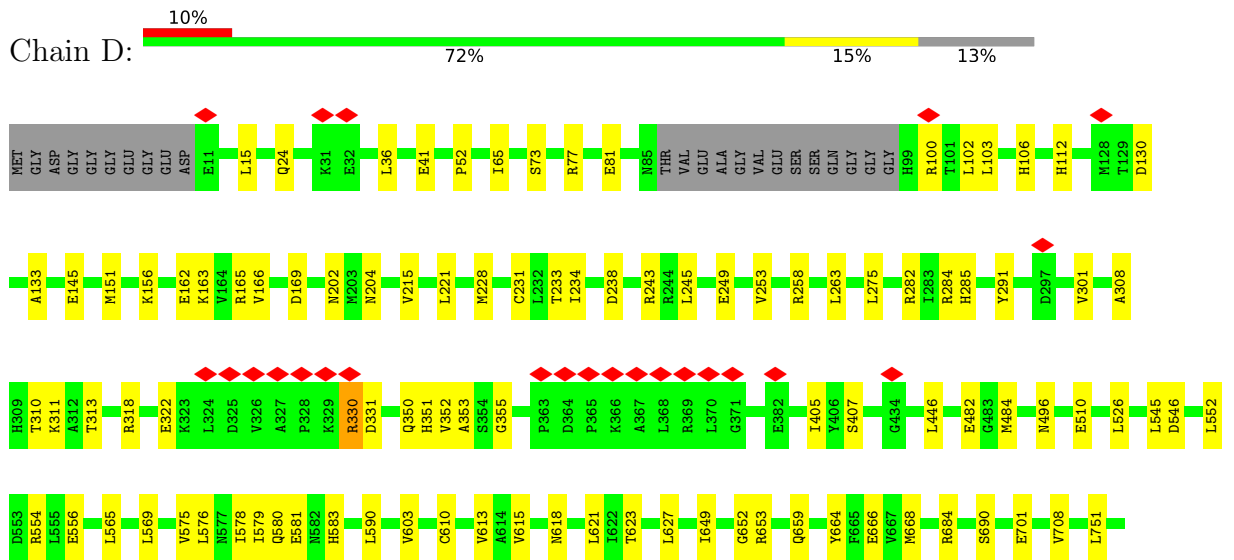 10%
Chain D:
72% 15% 13%
MET GLY ASP GLY GLY GLY GLU GLY GLU ASP E11 L15 Q24 K31 E32 L36 E41 P52 I65 S73 R77 E81 N85 THR VAL GLU ALA GLY VAL GLU SER SER GLN GLY GLY GLY H99 R100 T101 L102 L103 H106 H112 M128 T129 D130
A133 E145 M151 K156 E162 K163 V164 R165 V166 D169 N202 M203 N204 V215 L221 M228 C231 L232 T233 I234 D238 R243 R244 L245 E249 V253 R258 L263 L275 R282 I283 R284 H285 Y291 D297 V301 A308
H309 T310 K311 A312 T313 R318 E322 K323 L324 D325 V326 A327 P328 K329 R330 D331 Q350 H351 V352 A353 S354 G355 P363 D364 P365 K366 A367 L368 R369 L370 G371 E382 I405 Y406 S407 G434 L446 E482 G483 M484 N496 E510 L526 L545 D546 L552
D553 R554 L555 E556 L565 L569 V575 L576 N577 I578 I579 Q580 E581 N582 H583 L590 V603 C610 V613 A614 V615 N618 L621 I622 T623 L627 I649 G652 R653 Q659 Y664 F665 E666 V667 M668 R684 S690 E701 V708 L751